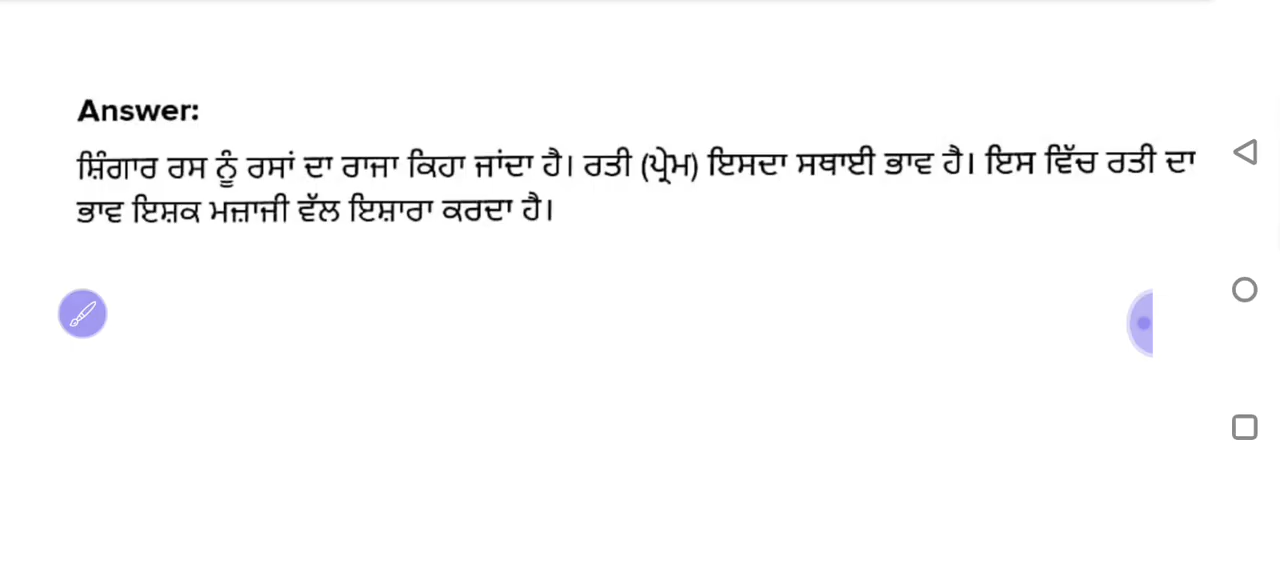 Answer:
ਸ਼ਿੰਗਾਰ ਰਸ ਨੂੰ ਰਸਾਂ ਦਾ ਰਾਜਾ ਕਿਹਾ ਜਾਂਦਾ ਹੈ। ਰਤੀ (ਪ੍ਰੇਮ) ਇਸਦਾ ਸਥਾਈ ਭਾਵ ਹੈ। ਇਸ ਵਿੱਚ ਰਤੀ ਦਾ
ਭਾਵ ਇਸ਼ਕ ਮਜ਼ਾਜੀ ਵੱਲ ਇਸ਼ਾਰਾ ਕਰਦਾ ਹੈ।